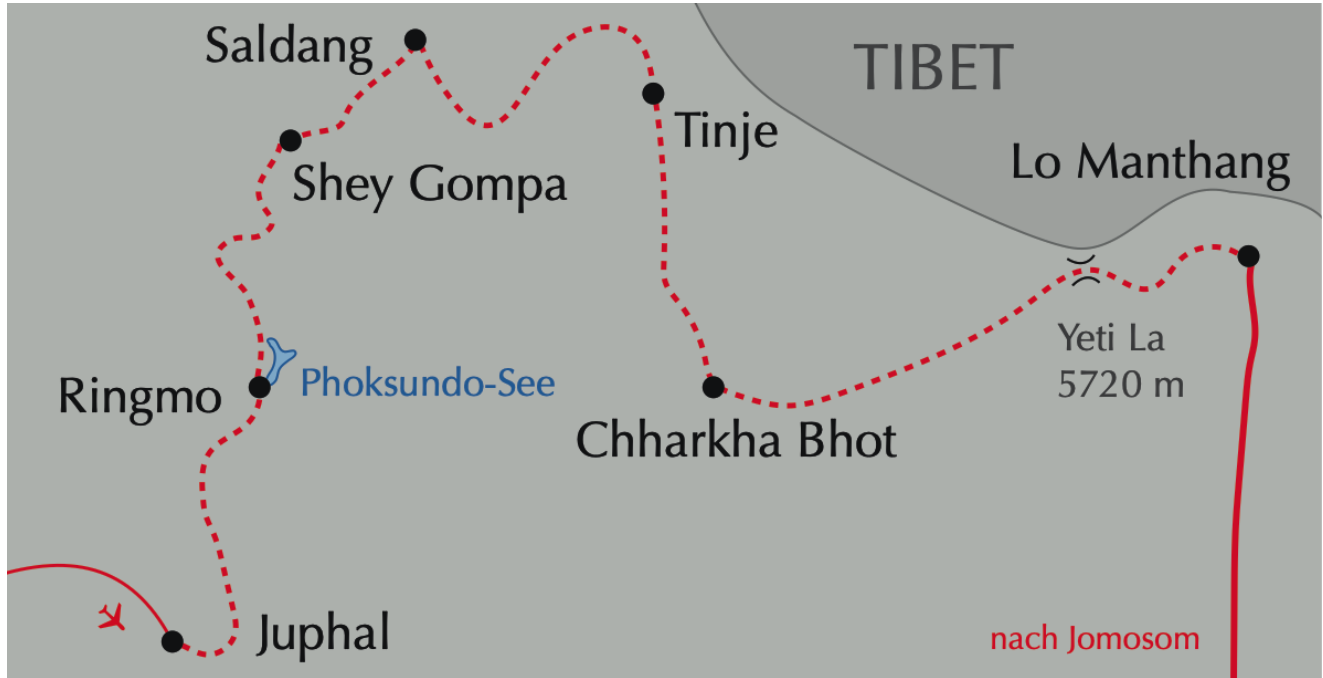 Saldang
TIBET
Tinje
Lo Manthang
Shey Gompa
Yeti La
5720 m
Ringmo
Phoksundo-See
Chharkha Bhot
Juphal
nach Jomosom